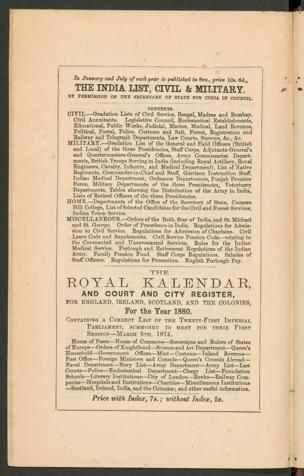 In January and July of each year is published in 8vo., price 10s. 6d.,
THE INDIA LIST, CIVIL & MILITARY.
BY PERMISSION OF THE SECRETARY OF STATE FOR INDIA IN COUNCIL.
CONTENTS.
CIVIL.—Gradation Lists of Civil Service, Bengal, Madras and Bombay.
Civil Annuitants. Legislative Council, Ecclesiastical Establishments,
Educational, Public Works, Judicial, Marine, Medical, Land Revenue,
Political, Postal, Police, Customs and Salt, Forest, Registration and
Railway and Telegraph Departments, Law Courts, Surveys, &c., &c.
MILITARY.—Gradation List of the General and Field Officers (British
and Local) of the three Presidencies, Staff Corps, Adjutants-General's
and Quartermasters-General's Offices, Army Commissariat Depart-
ments, British Troops Serving in India (including Royal Artillery, Royal
Engineers, Cavalry, Infantry, and Medical Department), List of Native
Regiments, Commander-in-Chief and Staff, Garrison Instruction Staff,
Indian Medical Department, Ordnance Departments, Punjab Frontier
Force, Military Departments of the three Presidencies, Veterinary
Departments, Tables showing the Distribution of the Army in India,
Lists of Retired Officers of the three Presidencies.
HOME.—Departments of the Office of the Secretary of State, Coopers
Hill College, List of Selected Candidates for the Civil and Forest Services,
Indian Troop Service.
MISCELLANEOUS.—Orders of the Bath, Star of India, and St. Michael
and St. George. Order of Precedence in India. Regulations for Admis-
sion to Civil Service. Regulations for Admission of Chaplains. Civil
Leave Code and Supplements. Civil Service Pension Code—relating to
the Covenanted and Uncovenanted Services. Rules for the Indian
Medical Service. Furlough and Retirement Regulations of the Indian
Army. Family Pension Fund. Staff Corps Regulations. Salaries of
Staff Officers. Regulations for Promotion. English Furlough Pay.
THE
ROYAL KALENDAR,
AND COURT AND CITY REGISTER,
FOR ENGLAND, IRELAND, SCOTLAND, AND THE COLONIES,
For the Year 1880.
CONTAINING A CORRECT LIST OF THE TWENTY-FIRST IMPERIAL
PARLIAMENT, SUMMONED TO MEET FOR THEIR FIRST
SESSION—MARCH 5TH, 1874.
House of Peers—House of Commons—Sovereigns and Rulers of States
of Europe—Orders of Knighthood—Science and Art Department—Queen's
Household—Government Offices—Mint—Customs—Inland Revenue—
Post Office—Foreign Ministers and Consuls—Queen's Consuls Abroad—
Naval Department—Navy List—Army Department—Army List—Law
Courts—Police—Ecclesiastical Department—Clergy List—Foundation
Schools—Literary Institutions—City of London—Banks—Railway Com-
panies—Hospitals and Institutions—Charities—Miscellaneous Institutions
—Scotland, Ireland, India, and the Colonies; and other useful information.
Price with Index, 7s.; without Index, 5s.